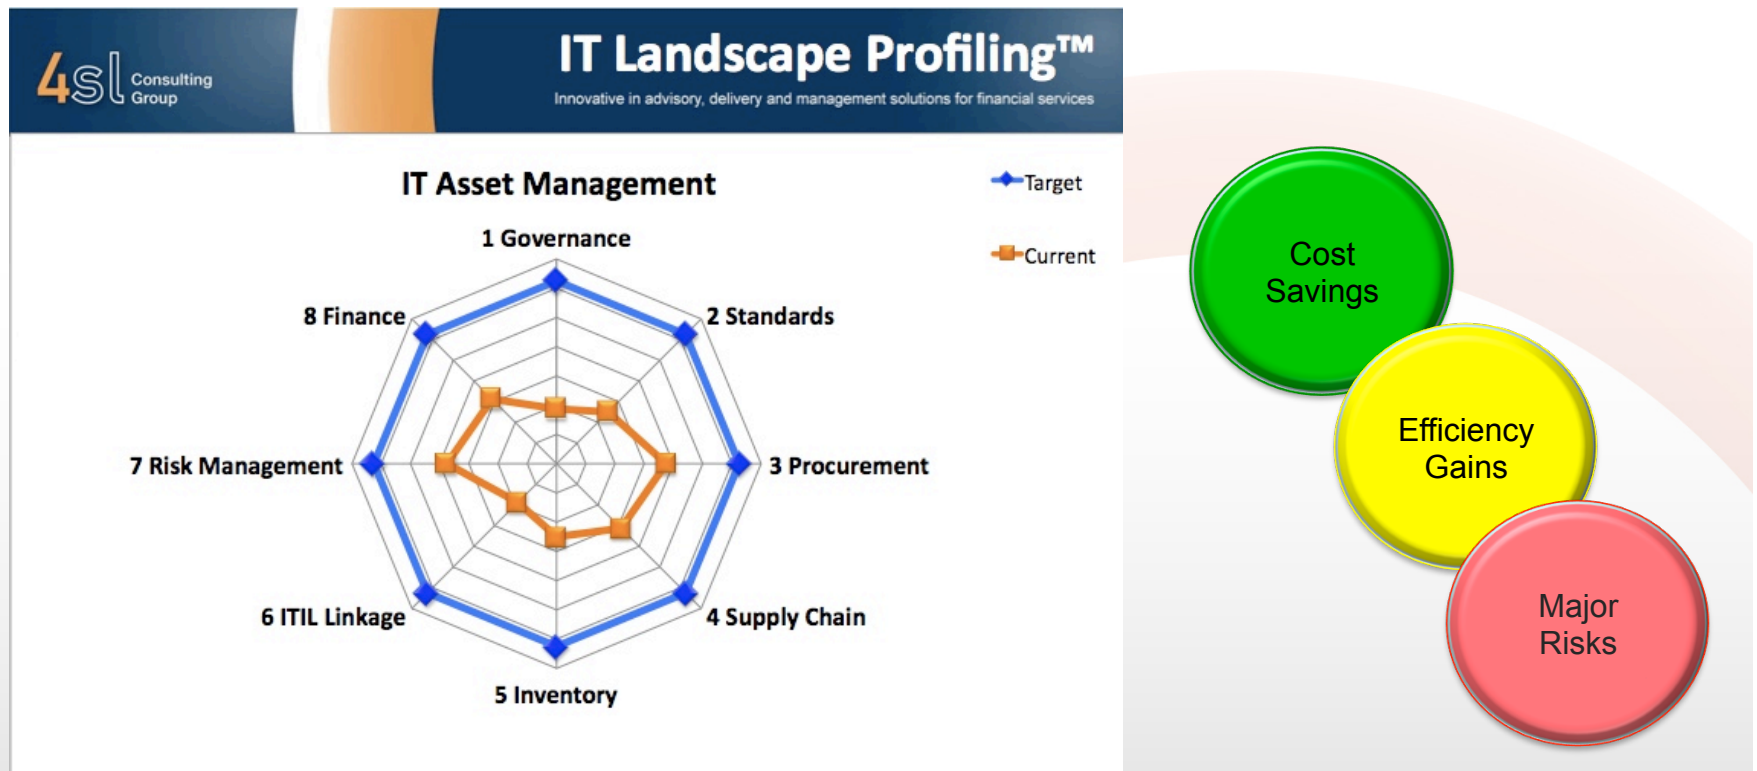 4sl Consulting
Group
IT Landscape Profiling™
Innovative in advisory, delivery and management solutions for financial services
IT Asset Management
Target
Current
1 Governance
2 Standards
3 Procurement
4 Supply Chain
5 Inventory
6 ITIL Linkage
7 Risk Management
8 Finance
Cost
Savings
Efficiency
Gains
Major
Risks